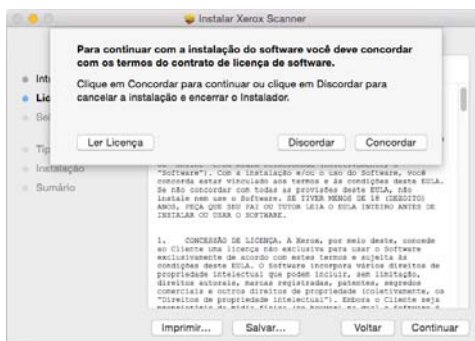 Instalar Xerox Scanner
Para continuar com a instalação do software você deve concordar
com os termos do contrato de licença de software.
Clique em Concordar para continuar ou clique em Discordar para
cancelar a instalação e encerrar o Instalador.
Ler Licença
Discordar
Concordar
Int
Lic
Tip
Instalação
Sumário
"Software"). Com a instalação e/ou o uso do Software, você
concorda estar vinculado aos termos e às condições deste EULA.
Se não concordar com todas as provisões deste EULA, não
instale nem use o Software. SE TIVER MENOS DE 18 (DEZOITO)
ANOS, PEÇA QUE SEU PAI OU TUTOR LEIA O EULA INTEIRO ANTES DE
INSTALAR OU USAR O SOFTWARE.
1. CONCESSÃO DE LICENÇA. A Xerox, por meio deste, concede
ao Cliente uma licença não exclusiva para usar o Software
exclusivamente de acordo com estes termos e sujeita às
condições deste EULA. O Software incorpora vários direitos de
propriedade intelectual que podem incluir, sem limitação,
direitos autorais, marcas registradas, patentes, segredos
comerciais e outros direitos de propriedade (coletivamente, os
"Direitos de propriedade intelectual"). Embora o Cliente seja
Imprimir...
Salvar...
Voltar
Continuar